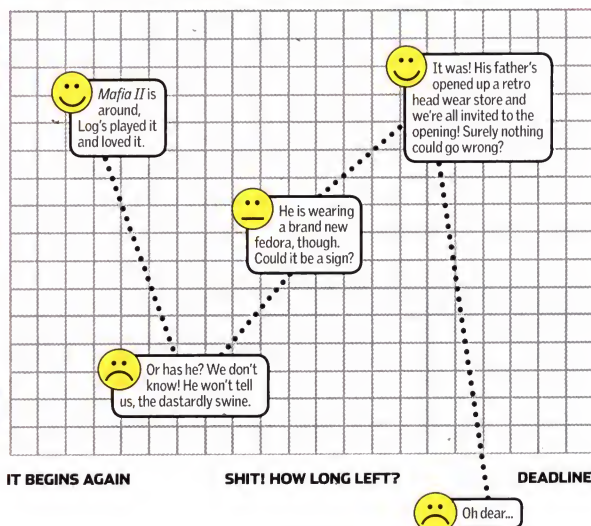 Mafia II is
around,
Log's played it
and loved it.
Or has he? We don't
know! He won't tell
us, the dastardly swine.
He is wearing
a brand new
fedora, though.
Could it be a sign?
It was! His father's
opened up a retro
head wear store and
we're all invited to the
opening! Surely nothing
could go wrong?
Oh dear...
IT BEGINS AGAIN
SHIT! HOW LONG LEFT?
DEADLINE